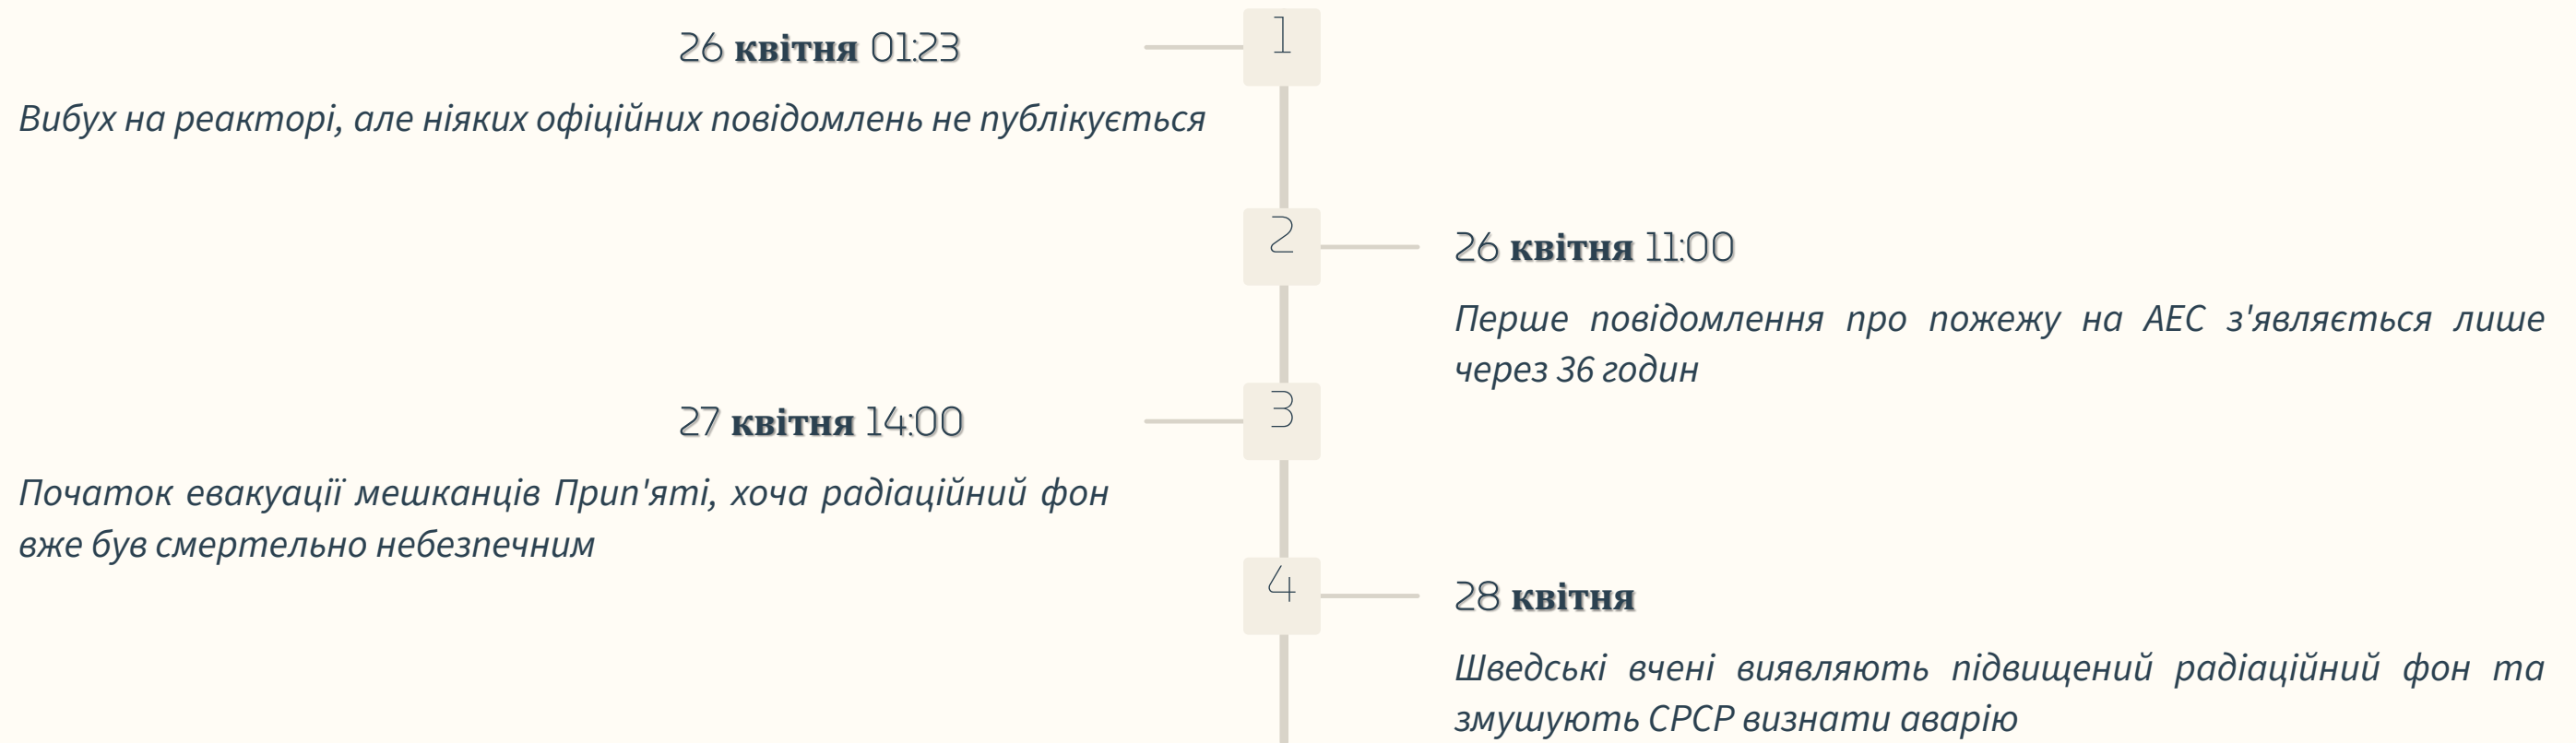 1
26 квітня 01:23
Вибух на реакторі, але ніяких офіційних повідомлень не публікується
2
26 квітня 11:00
Перше повідомлення про пожежу на АЕС з'являється лише
через 36 годин
3
27 квітня 14:00
Початок евакуації мешканців Прип'яті, хоча радіаційний фон
вже був смертельно небезпечним
4
28 квітня
Шведські вчені виявляють підвищений радіаційний фон та
змушують СРСР визнати аварію